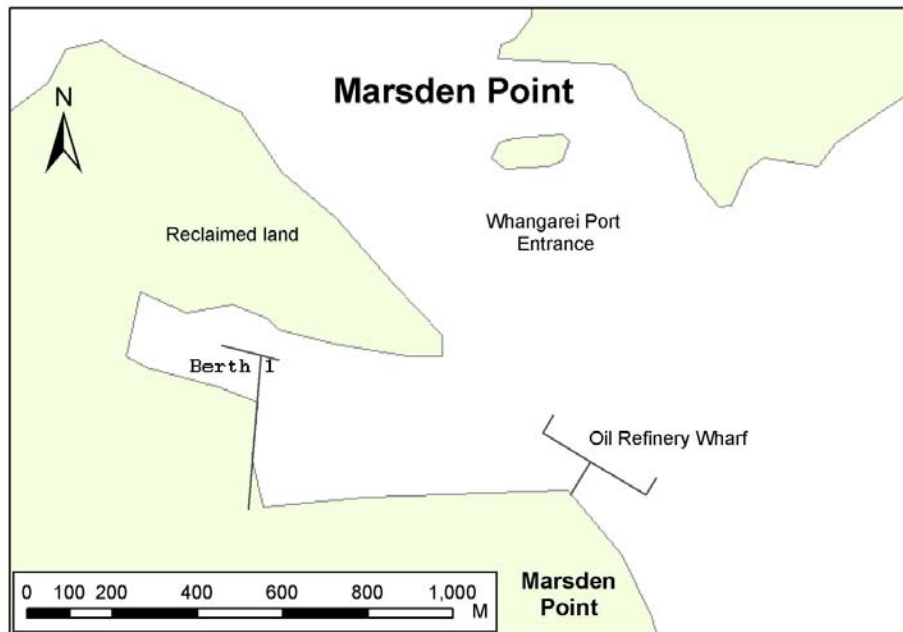 Marsden Point
N
Reclaimed land
Whangarei Port
Entrance
Berth 1
Oil Refinery Wharf
Marsden
Point
0 100 200 400 600 800 1,000
M